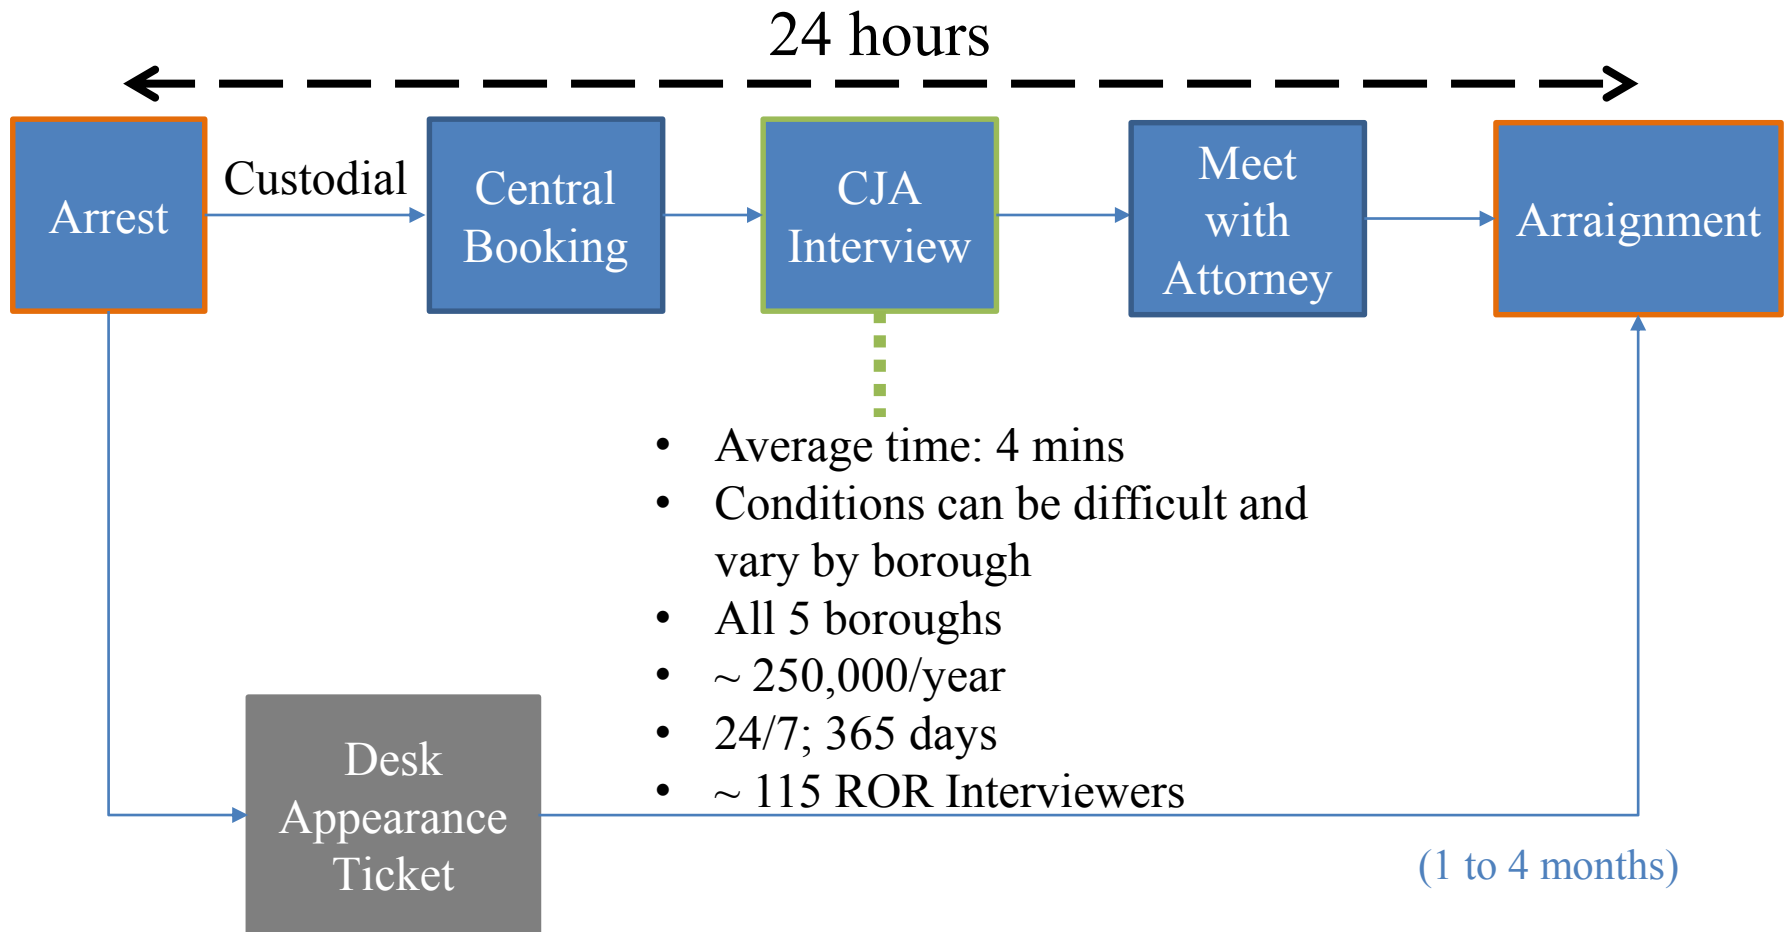 24 hours
Arrest
Custodial
Central
Booking
CJA
Interview
Meet
with
Attorney
Arraignment
• Average time: 4 mins
• Conditions can be difficult and
vary by borough
• All 5 boroughs
• ~ 250,000/year
• 24/7; 365 days
• ~ 115 ROR Interviewers
Desk
Appearance
Ticket
(1 to 4 months)